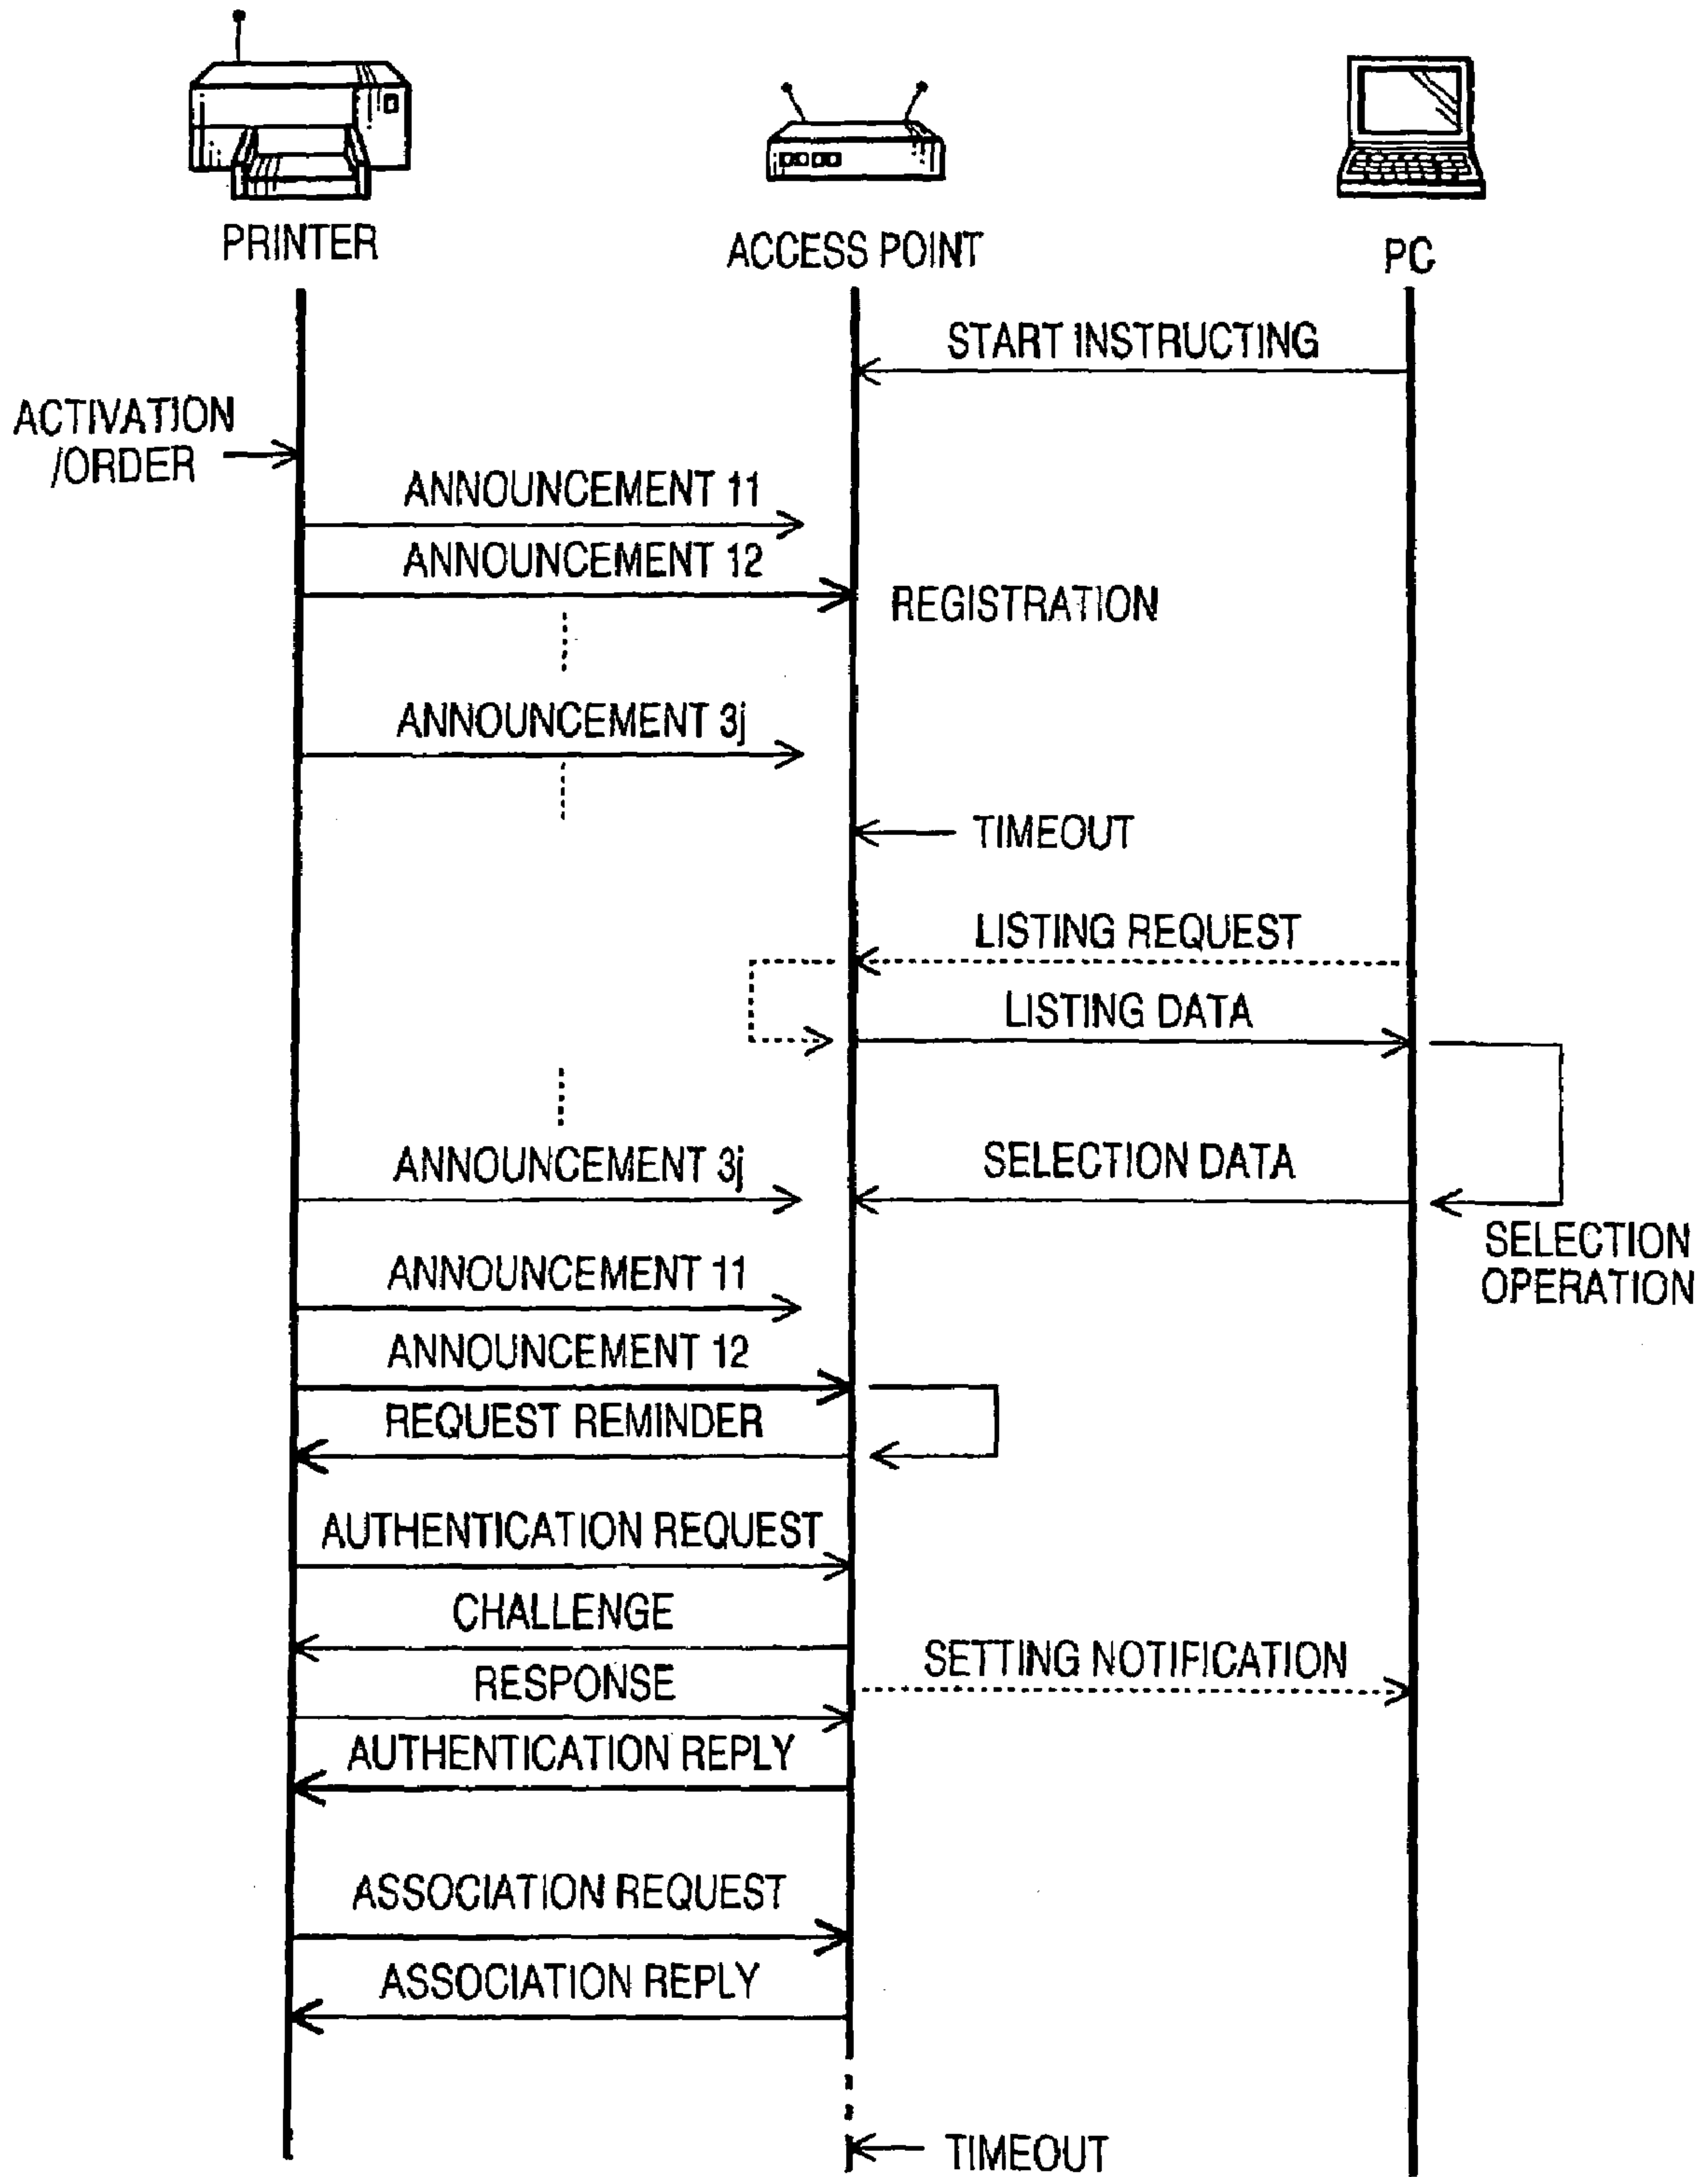 PRINTER
ACCESS POINT
PC
START INSTRUCTING
ACTIVATION
/ORDER
ANNOUNCEMENT 11
ANNOUNCEMENT 12
REGISTRATION
ANNOUNCEMENT 3j
TIMEOUT
LISTING REQUEST
LISTING DATA
ANNOUNCEMENT 3j
SELECTION DATA
SELECTION
OPERATION
ANNOUNCEMENT 11
ANNOUNCEMENT 12
REQUEST REMINDER
AUTHENTICATION REQUEST
CHALLENGE
SETTING NOTIFICATION
RESPONSE
AUTHENTICATION REPLY
ASSOCIATION REQUEST
ASSOCIATION REPLY
TIMEOUT